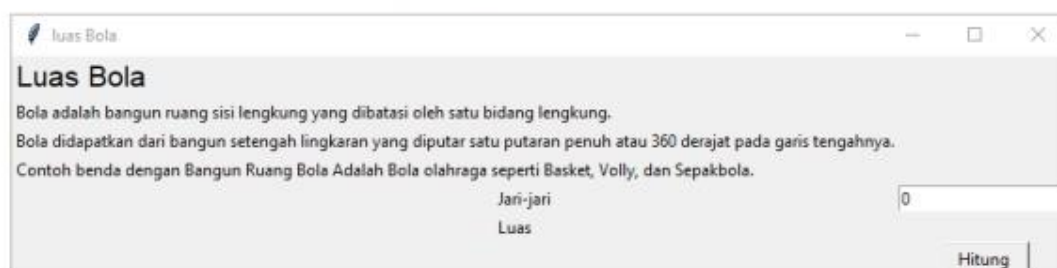 luas Bola
Luas Bola
Bola adalah bangun ruang sisi lengkung yang dibatasi oleh satu bidang lengkung.
Bola didapatkan dari bangun setengah lingkaran yang diputar satu putaran penuh atau 360 derajat pada garis tengahnya.
Contoh benda dengan Bangun Ruang Bola Adalah Bola olahraga seperti Basket, Volly, dan Sepakbola.
Jari-jari 0
Luas
Hitung